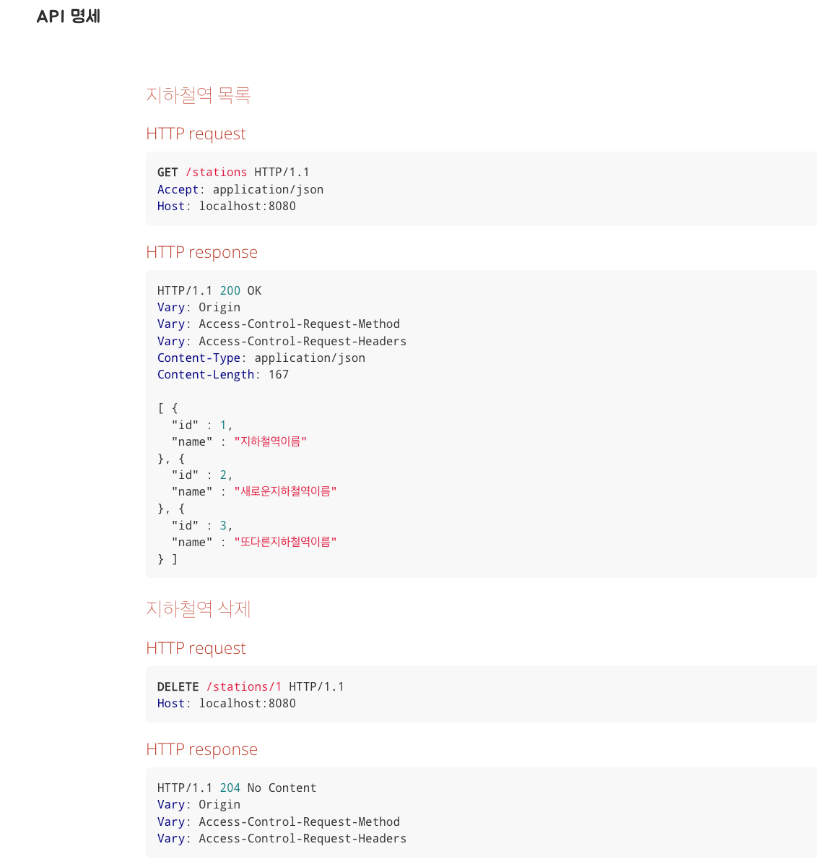 API 명세
지하철역 목록
HTTP request
GET /stations HTTP/1.1
Accept: application/json
Host: localhost:8080
HTTP response
HTTP/1.1 200 OK
Vary: Origin
Vary: Access-Control-Request-Method
Vary: Access-Control-Request-Headers
Content-Type: application/json
Content-Length: 167
[ {
  "id" : 1,
  "name" : "지하철역이름"
}, {
  "id" : 2,
  "name" : "새로운지하철역이름"
}, {
  "id" : 3,
  "name" : "또다른지하철역이름"
} ]
지하철역 삭제
HTTP request
DELETE /stations/1 HTTP/1.1
Host: localhost:8080
HTTP response
HTTP/1.1 204 No Content
Vary: Origin
Vary: Access-Control-Request-Method
Vary: Access-Control-Request-Headers